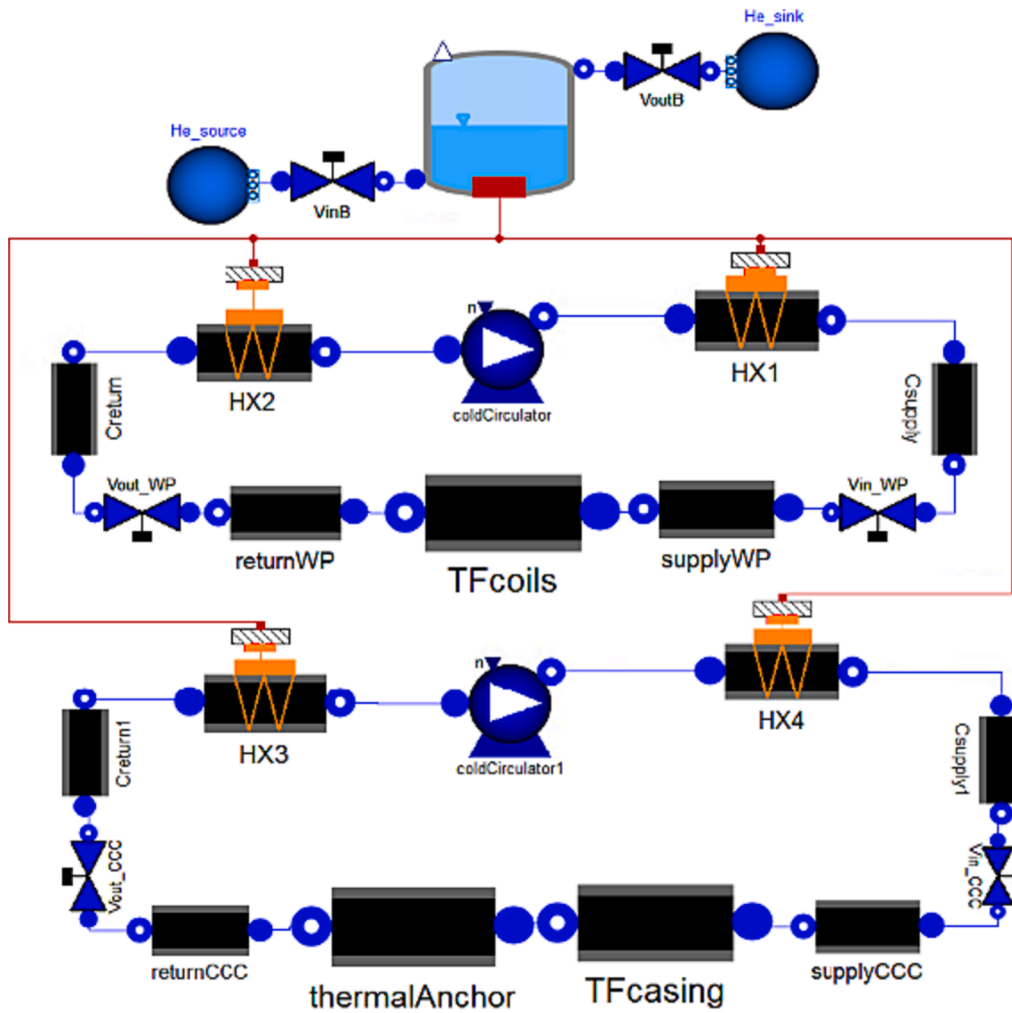 He_sink
VoutB
He_source
VinB
n
HX2
coldCirculator
HX1
Creturn
Csupply
Vout_WP
Vin_WP
returnWP
TFcoils
supplyWP
n
HX3
coldCirculator1
HX4
Creturn1
Csupply1
Vout_CCC
Vin_CCC
returnCCC
thermalAnchor
TFcasing
supplyCCC